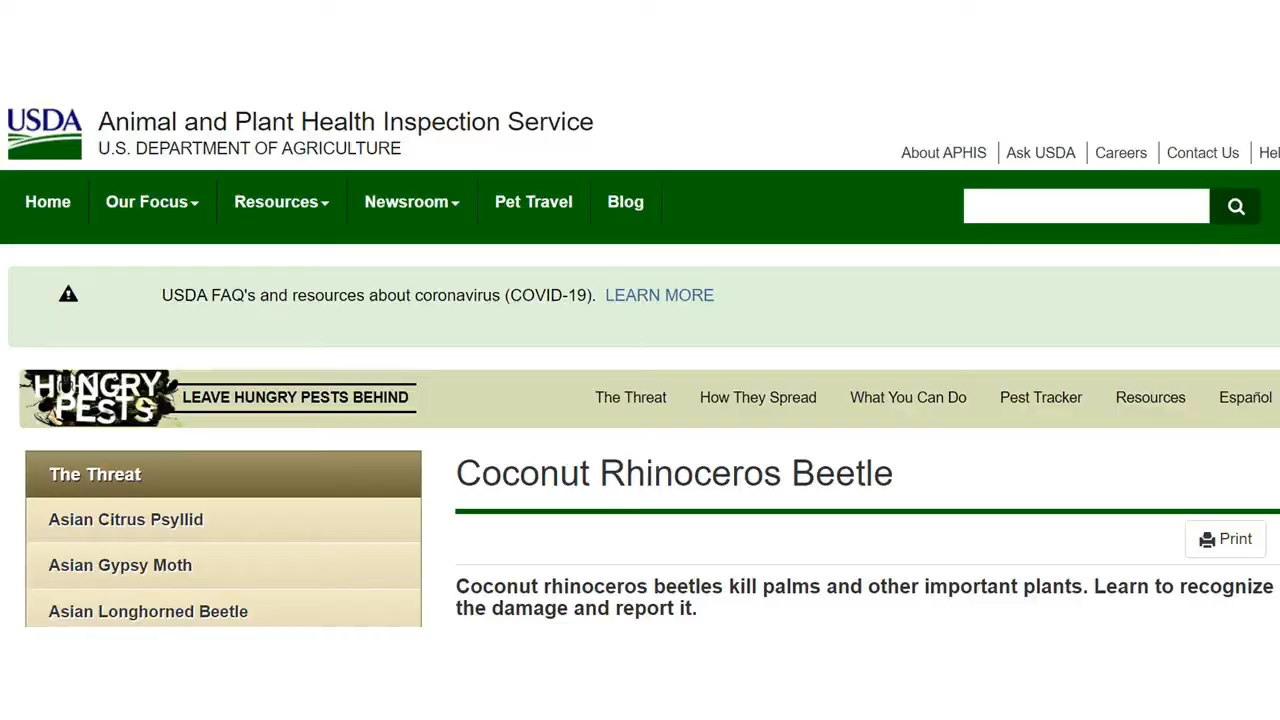 USDA
Animal and Plant Health Inspection Service
U.S. DEPARTMENT OF AGRICULTURE
About APHIS Ask USDA Careers Contact Us Hel
Home Our Focus Resources Newsroom Pet Travel Blog
USDA FAQ's and resources about coronavirus (COVID-19). LEARN MORE
HUNGRY
PESTS
LEAVE HUNGRY PESTS BEHIND
The Threat How They Spread What You Can Do Pest Tracker Resources Español
The Threat
Asian Citrus Psyllid
Asian Gypsy Moth
Asian Longhorned Beetle
Coconut Rhinoceros Beetle
Print
Coconut rhinoceros beetles kill palms and other important plants. Learn to recognize
the damage and report it.